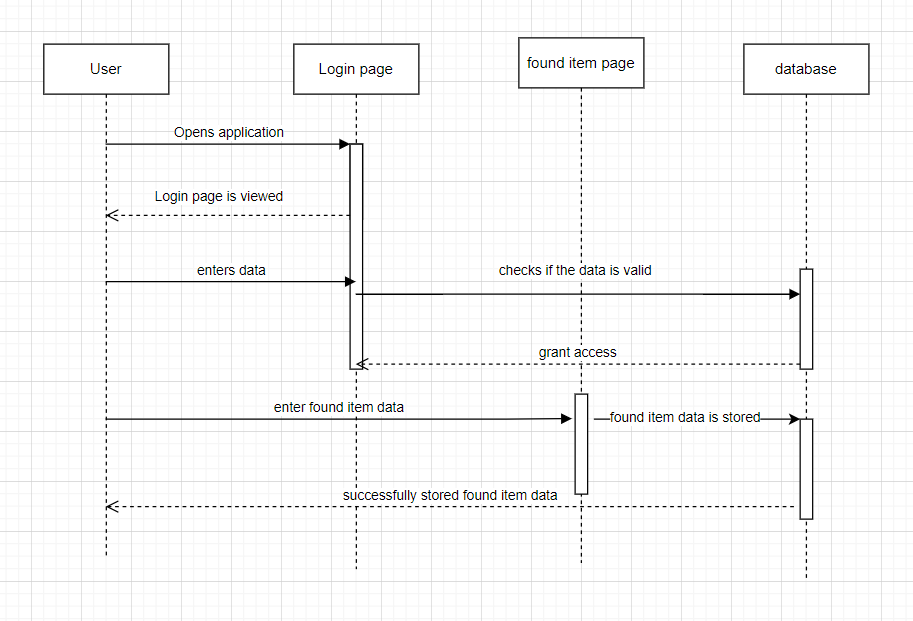 User
Login page
found item page
database
Opens application
Login page is viewed
enters data
checks if the data is valid
grant access
enter found item data
found item data is stored
successfully stored found item data